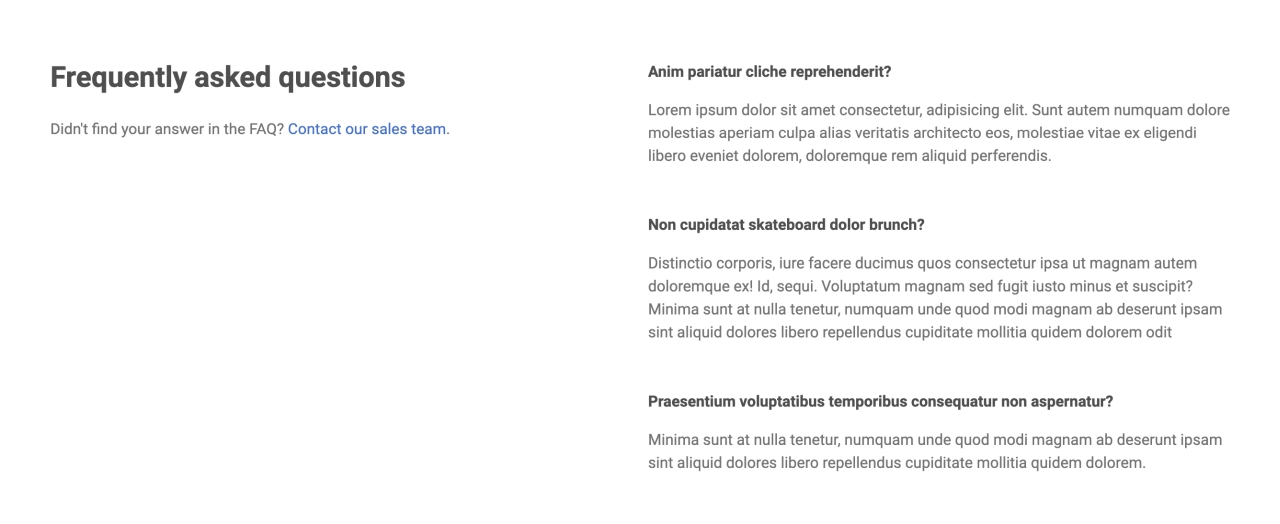 Frequently asked questions
Didn't find your answer in the FAQ? Contact our sales team.
Anim pariatur cliche reprehenderit?
Lorem ipsum dolor sit amet consectetur, adipisicing elit. Sunt autem numquam dolore
molestias aperiam culpa alias veritatis architecto eos, molestiae vitae ex eligendi
libero eveniet dolorem, doloremque rem aliquid perferendis.
Non cupidatat skateboard dolor brunch?
Distinctio corporis, iure facere ducimus quos consectetur ipsa ut magnam autem
doloremque ex! Id, sequi. Voluptatum magnam sed fugit iusto minus et suscipit?
Minima sunt at nulla tenetur, numquam unde quod modi magnam ab deserunt ipsam
sint aliquid dolores libero repellendus cupiditate mollitia quidem dolorem odit
Praesentium voluptatibus temporibus consequatur non aspernatur?
Minima sunt at nulla tenetur, numquam unde quod modi magnam ab deserunt ipsam
sint aliquid dolores libero repellendus cupiditate mollitia quidem dolorem.